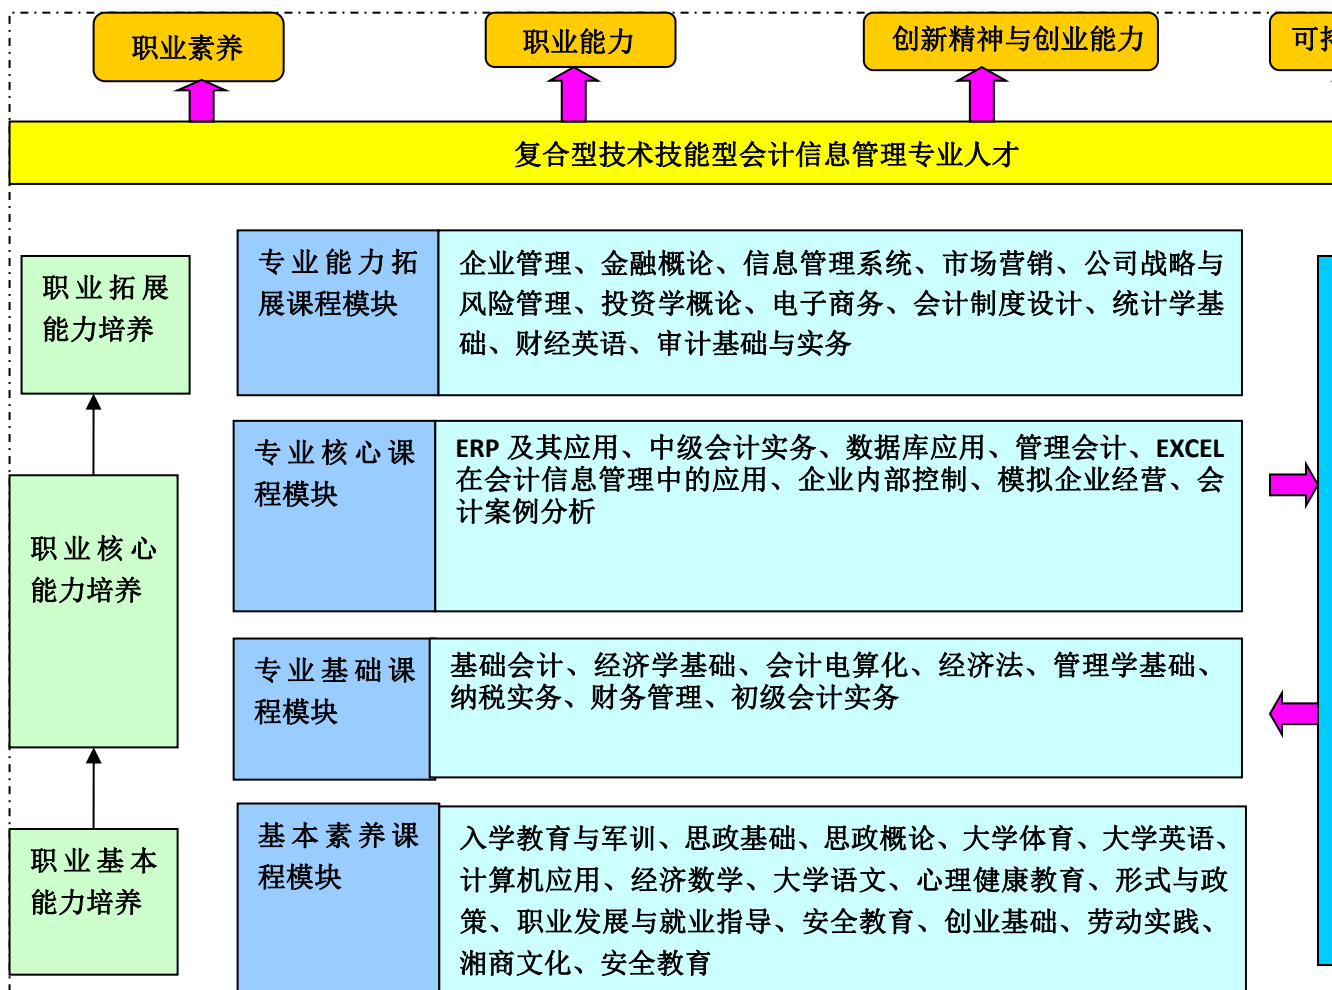 职业素养
职业能力
创新精神与创业能力
可持
复合型技术技能型会计信息管理专业人才
职业拓展
能力培养
专业能力拓
展课程模块
企业管理、金融概论、信息管理系统、市场营销、公司战略与
风险管理、投资学概论、电子商务、会计制度设计、统计学基
础、财经英语、审计基础与实务
职业核心
能力培养
专业核心课
程模块
ERP 及其应用、中级会计实务、数据库应用、管理会计、EXCEL
在会计信息管理中的应用、企业内部控制、模拟企业经营、会
计案例分析
专业基础课
程模块
基础会计、经济学基础、会计电算化、经济法、管理学基础、
纳税实务、财务管理、初级会计实务
职业基本
能力培养
基本素养课
程模块
入学教育与军训、思政基础、思政概论、大学体育、大学英语、
计算机应用、经济数学、大学语文、心理健康教育、形式与政
策、职业发展与就业指导、安全教育、创业基础、劳动实践、
湘商文化、安全教育